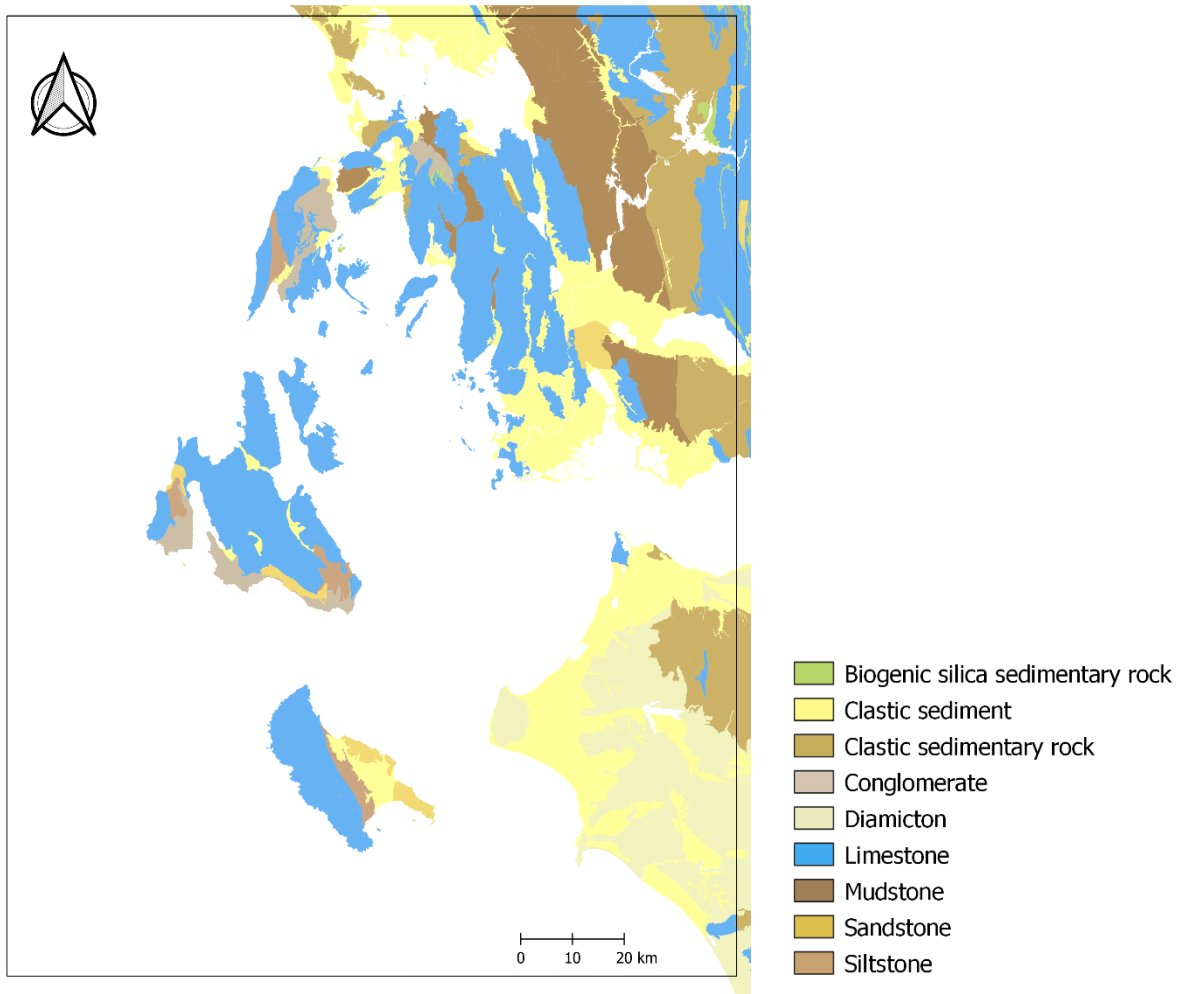 0 10 20 km
Biogenic silica sedimentary rock
Clastic sediment
Clastic sedimentary rock
Conglomerate
Diamicton
Limestone
Mudstone
Sandstone
Siltstone